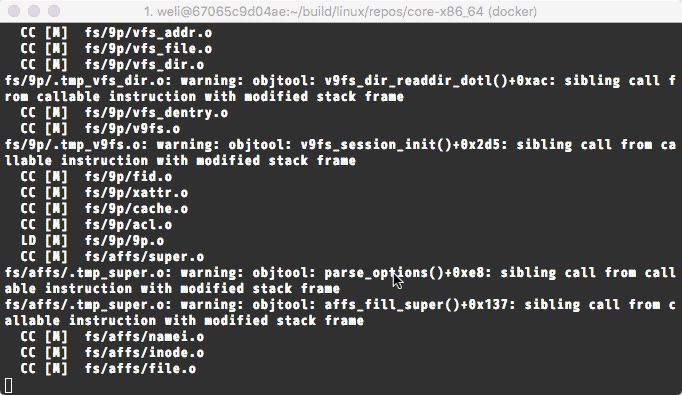 1. weli@67065c9d04ae:~/build/linux/repos/core-x86_64 (docker)
CC [M] fs/9p/vfs_addr.o
CC [M] fs/9p/vfs_file.o
CC [M] fs/9p/vfs_dir.o
fs/9p/.tmp_vfs_dir.o: warning: objtool: v9fs_dir_readdir_dotl()+0xac: sibling call f
rom callable instruction with modified stack frame
CC [M] fs/9p/vfs_dentry.o
CC [M] fs/9p/v9fs.o
fs/9p/.tmp_v9fs.o: warning: objtool: v9fs_session_init()+0x2d5: sibling call from ca
llable instruction with modified stack frame
CC [M] fs/9p/fid.o
CC [M] fs/9p/xattr.o
CC [M] fs/9p/cache.o
CC [M] fs/9p/acl.o
LD [M] fs/9p/9p.o
CC [M] fs/affs/super.o
fs/affs/.tmp_super.o: warning: objtool: parse_options()+0xe8: sibling call from call
able instruction with modified stack frame
fs/affs/.tmp_super.o: warning: objtool: affs_fill_super()+0x137: sibling call from c
allable instruction with modified stack frame
CC [M] fs/affs/namei.o
CC [M] fs/affs/inode.o
CC [M] fs/affs/file.o